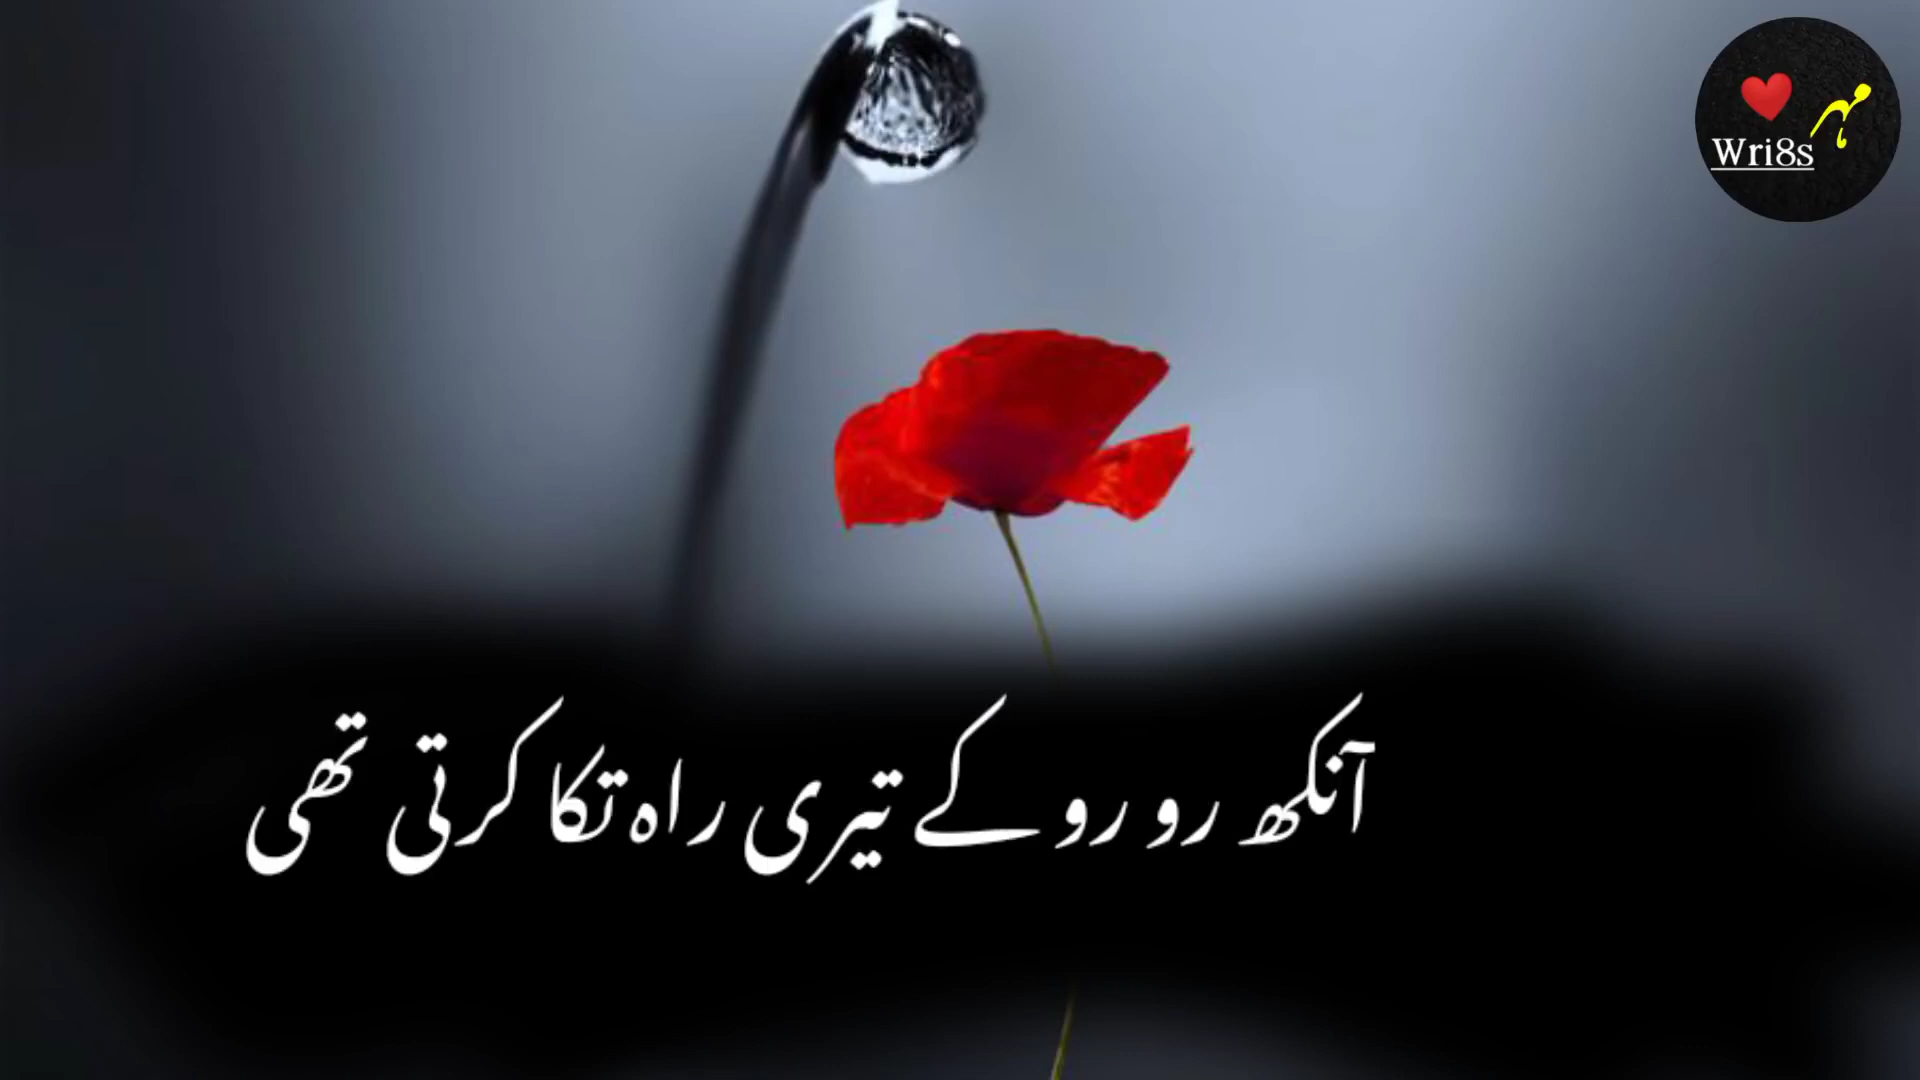 مہر
Wri8s
آنکھ رو رو کے تیری راہ تکا کرتی تھی